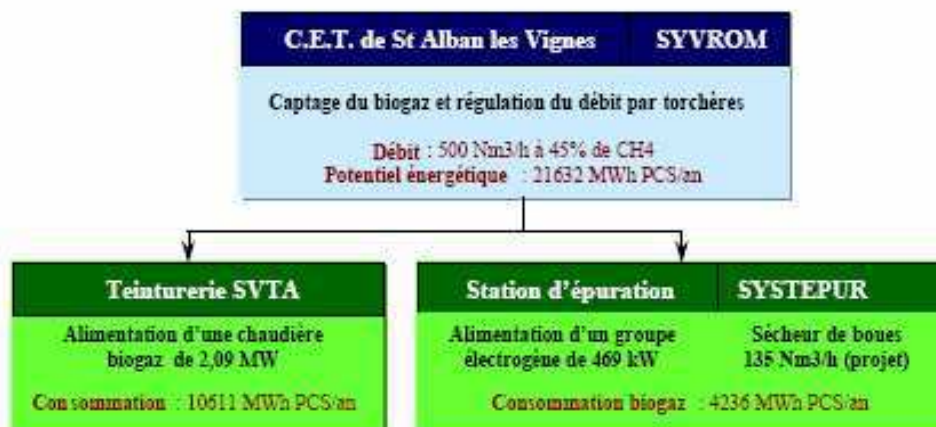 C.E.T. de St Alban les Vignes SYVROM
Captage du biogaz et régulation du débit par torchères
Débit : 500 Nm3/h à 45% de CH4
Potentiel énergétique : 21632 MWh PCS/an
Teinturerie SVTA
Alimentation d'une chaudière
biogaz de 2,09 MW
Consommation : 10611 MWh PCS/an
Station d'épuration SYSTEPUR
Alimentation d'un groupe
électrogène de 469 kW
Sécheur de boues
135 Nm3/h (projet)
Consommation biogaz : 4236 MWh PCS/an